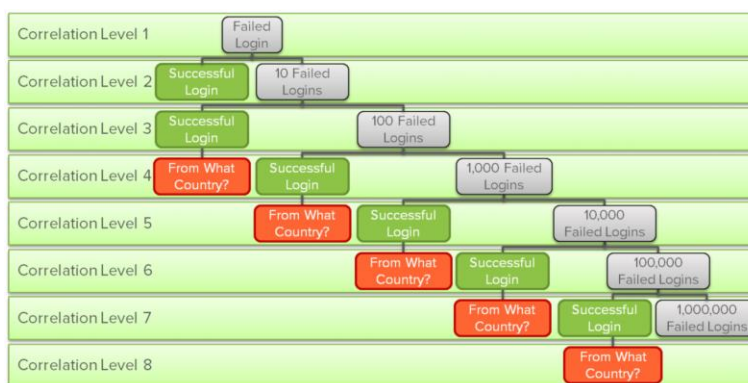 Correlation Level 1
Failed
Login
Correlation Level 2
Successful
Login
10 Failed
Logins
Correlation Level 3
Successful
Login
100 Failed
Logins
Correlation Level 4
From What
Country?
Successful
Login
1,000 Failed
Logins
Correlation Level 5
From What
Country?
Successful
Login
10,000
Failed Logins
Correlation Level 6
From What
Country?
Successful
Login
100,000
Failed Logins
Correlation Level 7
From What
Country?
Successful
Login
1,000,000
Failed Logins
Correlation Level 8
From What
Country?